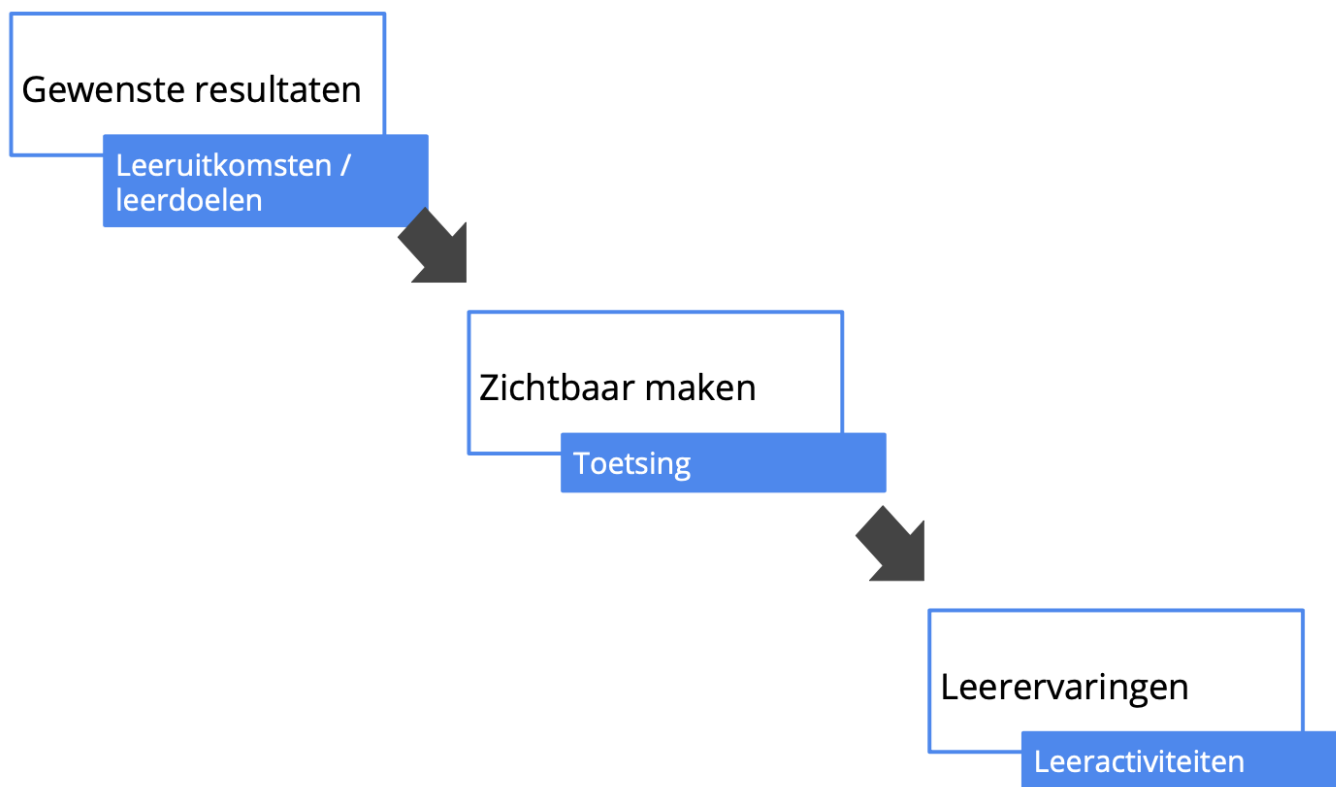 Gewenste resultaten
Leeruitkomsten /
leerdoelen
Zichtbaar maken
Toetsing
Leerervaringen
Leeractiviteiten